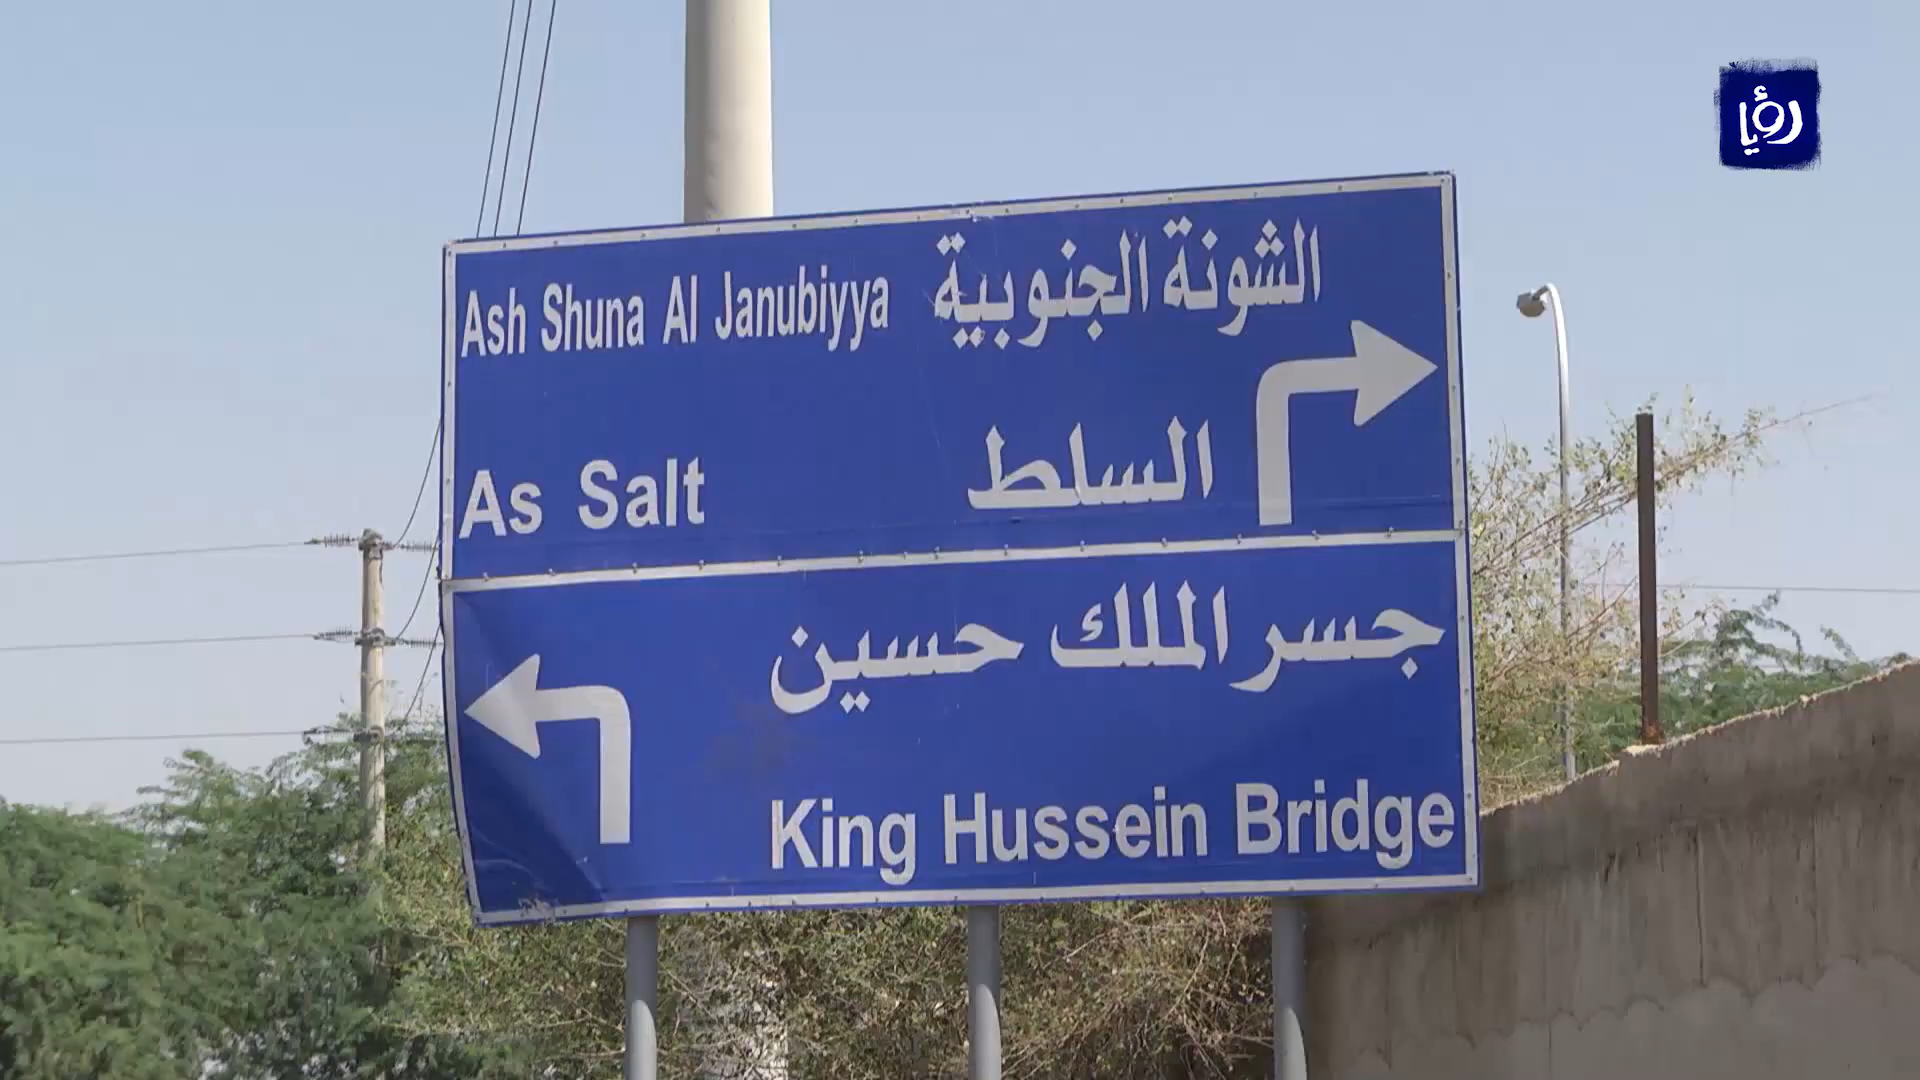 رؤيا
الشونة الجنوبية
Ash Shuna Al Janubiyya
السلط
As Salt
جسر الملك حسين
King Hussein Bridge